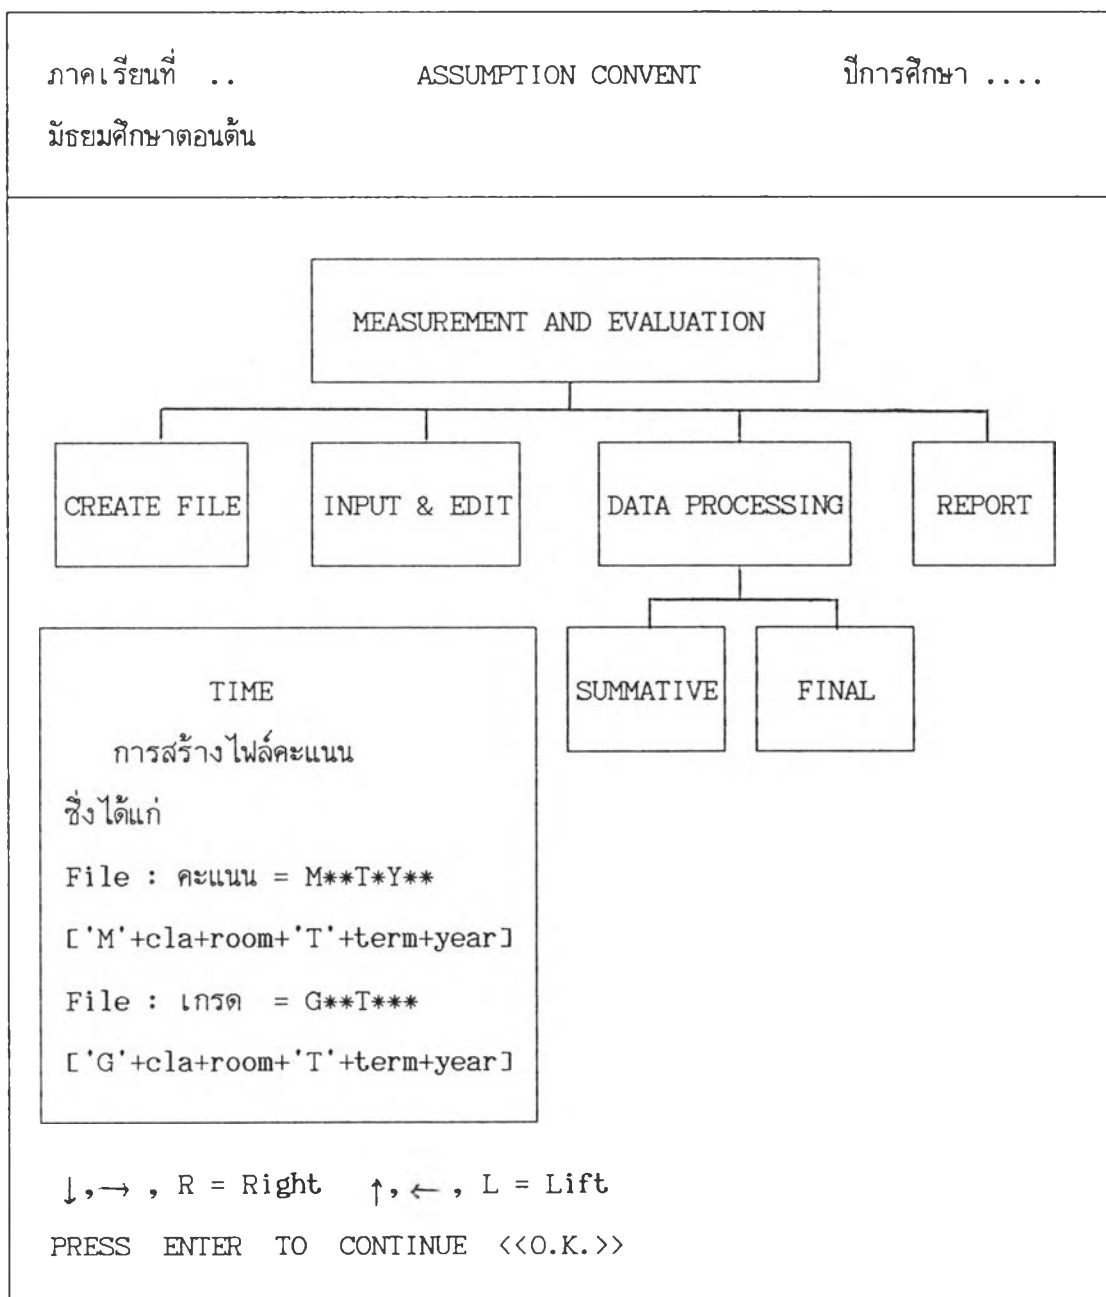 ภาคเรียนที่ .. ASSUMPTION CONVENT ปีการศึกษา ....
มัธยมศึกษาตอนต้น
MEASUREMENT AND EVALUATION
CREATE FILE INPUT & EDIT DATA PROCESSING REPORT
SUMMATIVE FINAL
TIME
การสร้างไฟล์คะแนน
ซึ่งได้แก่
File : คะแนน = M**T*Y**
['M'+cla+room+'T'+term+year]
File : เกรด = G**T***
['G'+cla+room+'T'+term+year]
↓,→ , R = Right ↑,← , L = Lift
PRESS ENTER TO CONTINUE <<O.K.>>